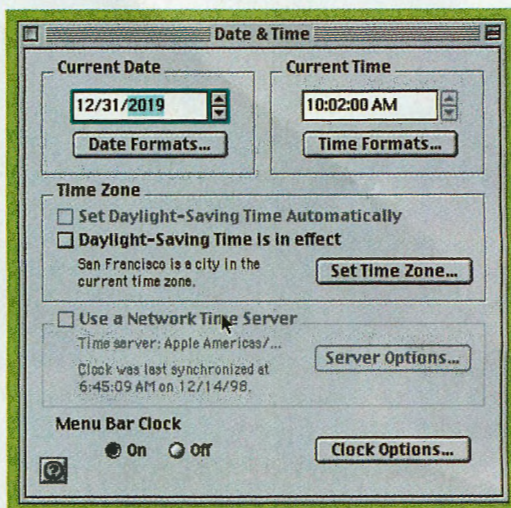 Date & Time
Current Date
Current Time
12/31/2019
10:02:00 AM
Date Formats...
Time Formats...
Time Zone
Set Daylight-Saving Time Automatically
Daylight-Saving Time is in effect
San Francisco is a city in the
current time zone.
Set Time Zone...
Use a Network Time Server
Time server: Apple Americas/...
Server Options...
Clock was last synchronized at
6:45:09 AM on 12/14/98.
Menu Bar Clock
On
Off
Clock Options...
?